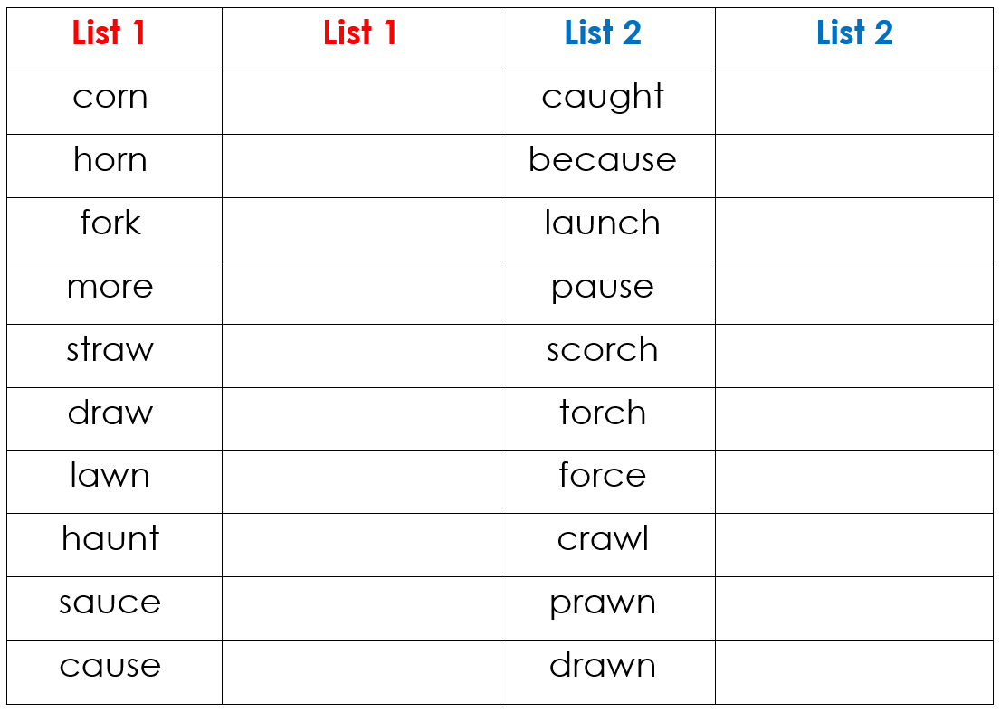 List 1 List 1 List 2 List 2
corn caught
horn because
fork launch
more pause
straw scorch
draw torch
lawn force
haunt crawl
sauce prawn
cause drawn